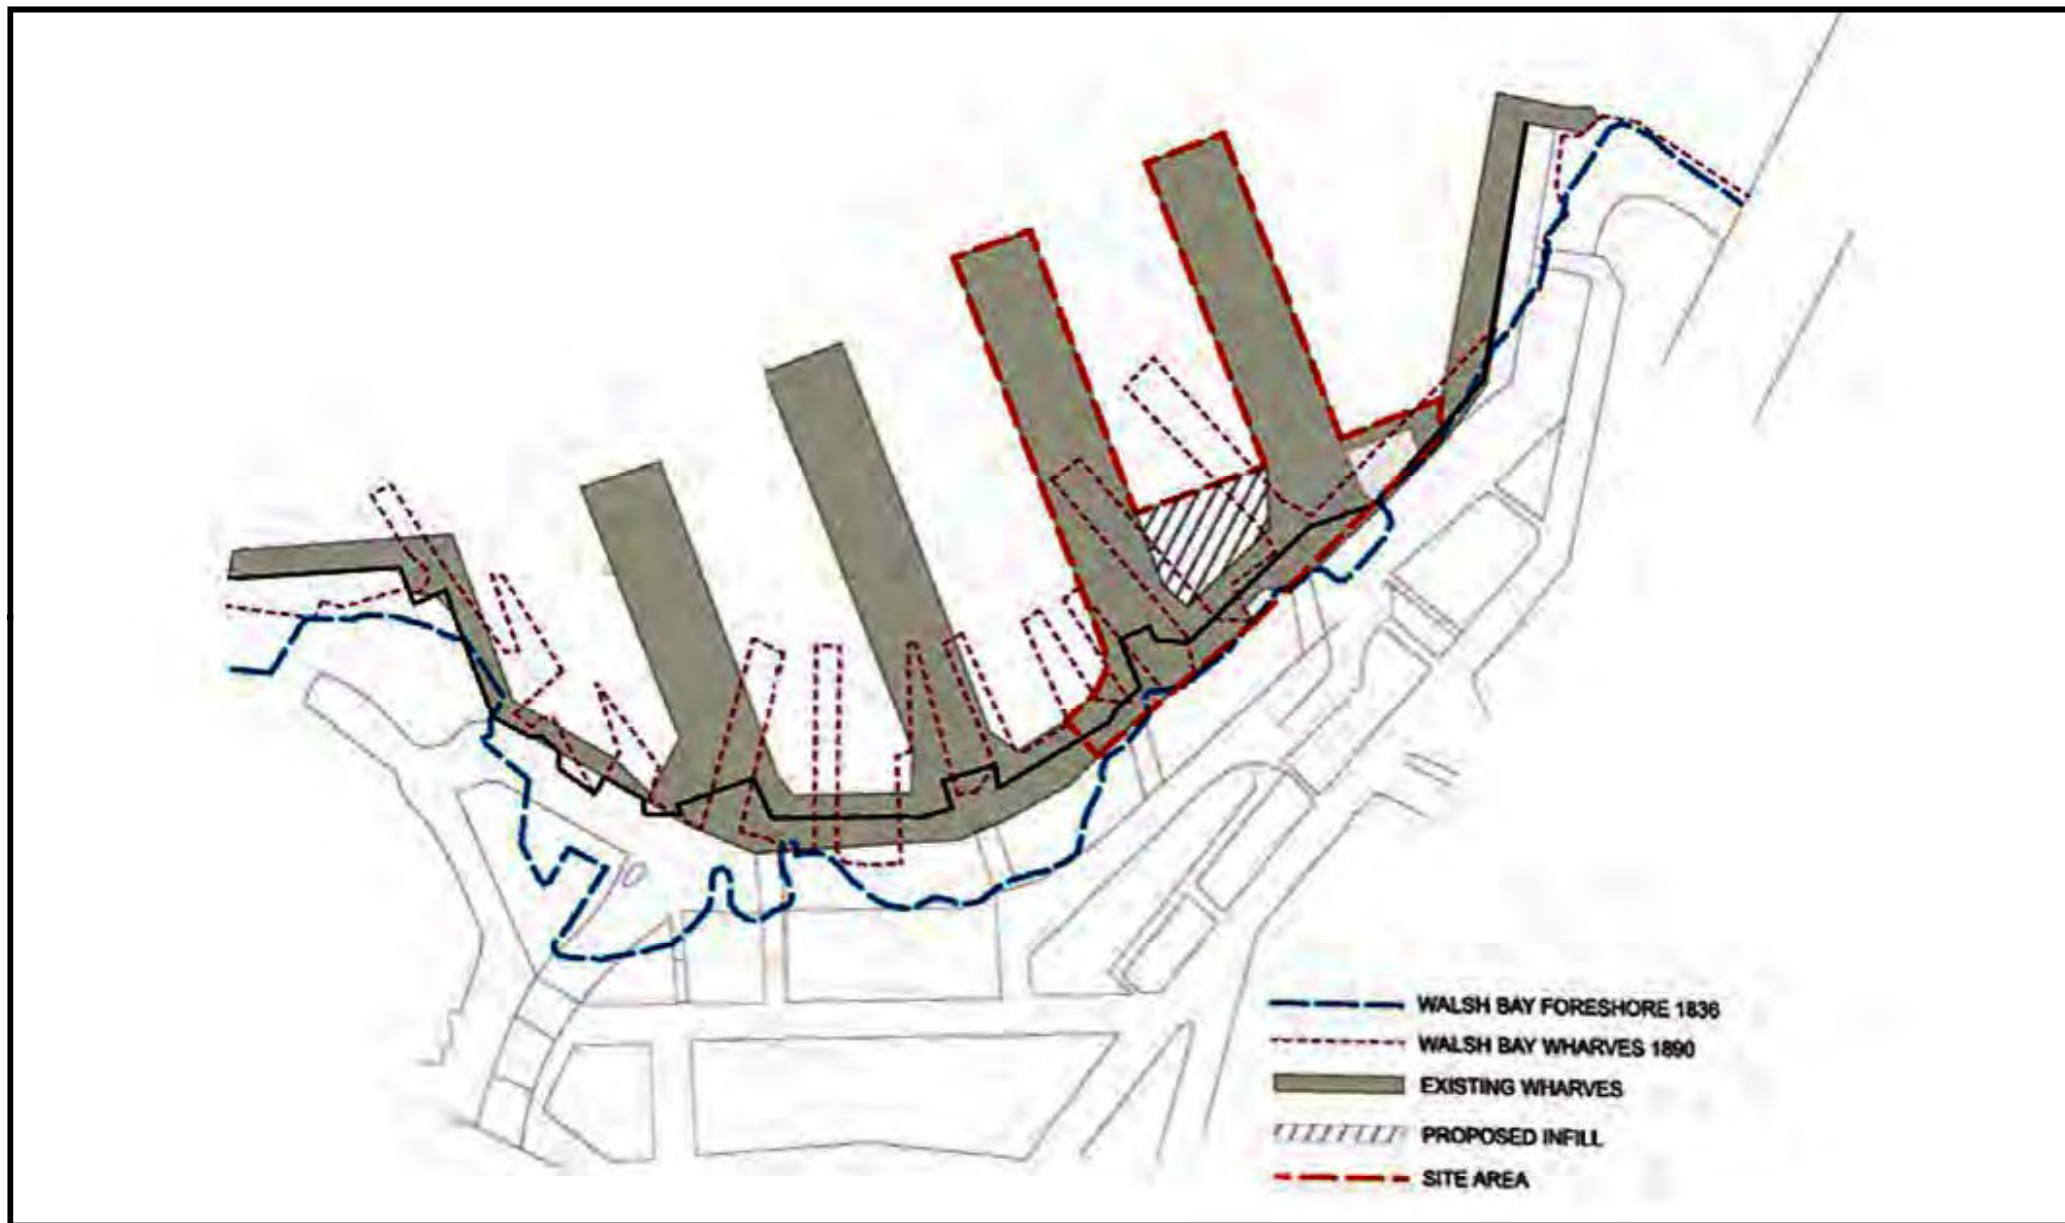 WALSH BAY FORESHORE 1836
WALSH BAY WHARVES 1890
EXISTING WHARVES
PROPOSED INFILL
SITE AREA